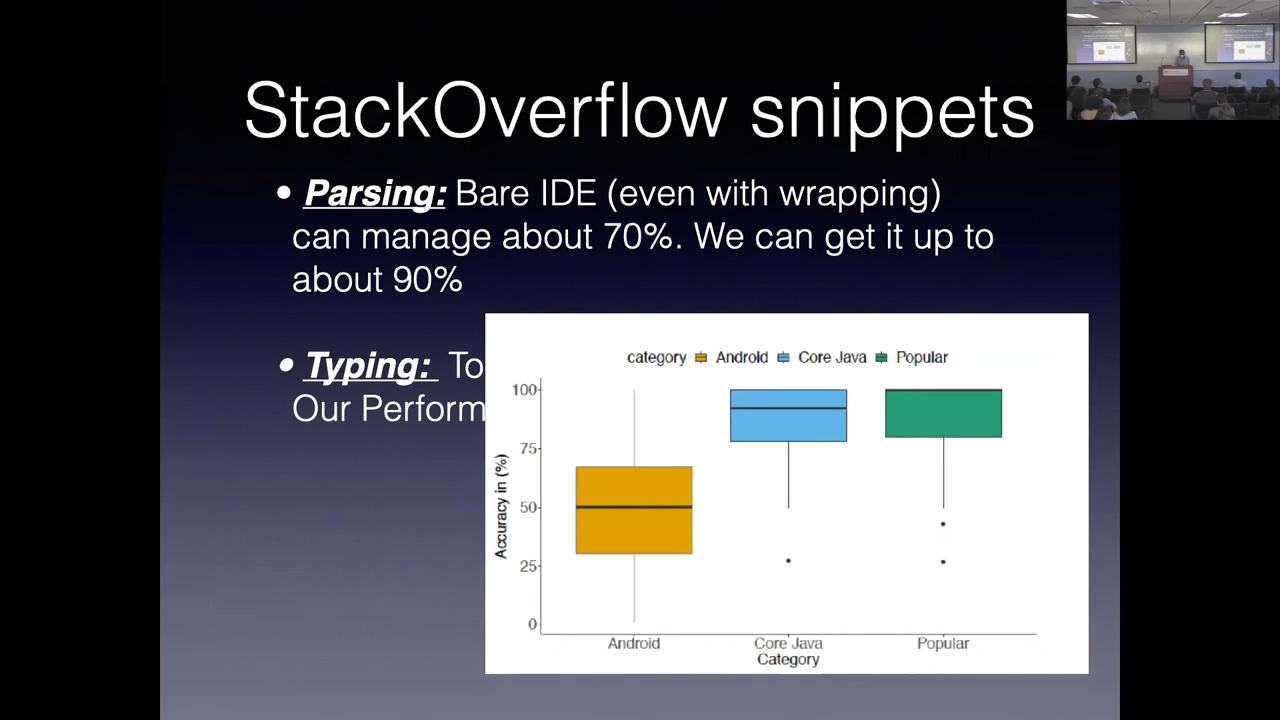 StackOverflow snippets
• Parsing: Bare IDE (even with wrapping)
can manage about 70%. We can get it up to
about 90%
• Typing: To
Our Perform
category Android Core Java Popular
100
75
50
25
0
Accuracy in (%)
Android Core Java Popular
Category